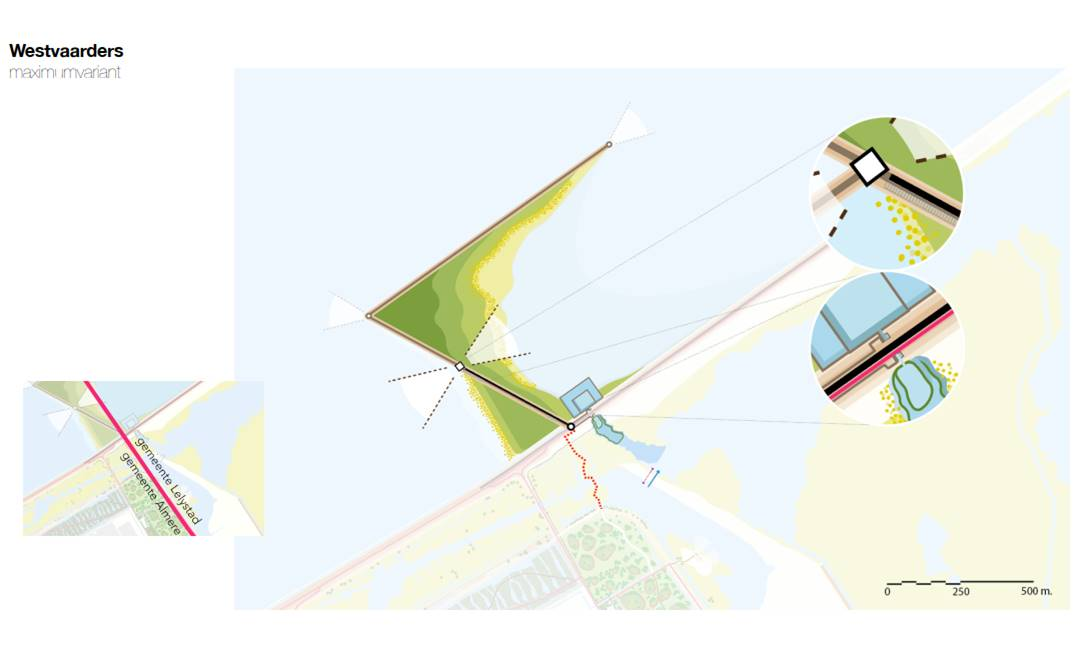 Westvaarders
maximumvariant
gemeente Lelystad
gemeente Almere
0 250 500 m.